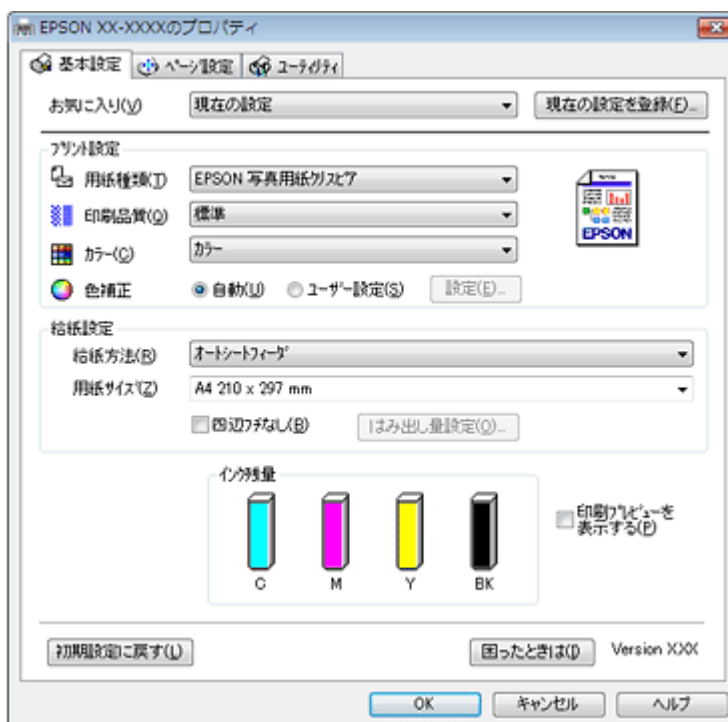 EPSON XX-XXXXのプロパティ
基本設定 ページ設定 ユーティリティ
お気に入り(V) 現在の設定 現在の設定を登録(F)...
プリント設定
用紙種類(T) EPSON 写真用紙クリスピア
EPSON
印刷品質(Q) 標準
カラー(C) カラー
色補正 自動(U) ユーザー設定(S) 設定(E)...
給紙設定
給紙方法(R) オートシートフィーダ
用紙サイズ(Z) A4 210 x 297 mm
四辺フチなし(B) はみ出し量設定(O)...
インク残量
C M Y BK
印刷プレビューを
表示する(P)
初期設定に戻す(L) 困ったときは(I) Version X.XX
OK キャンセル ヘルプ